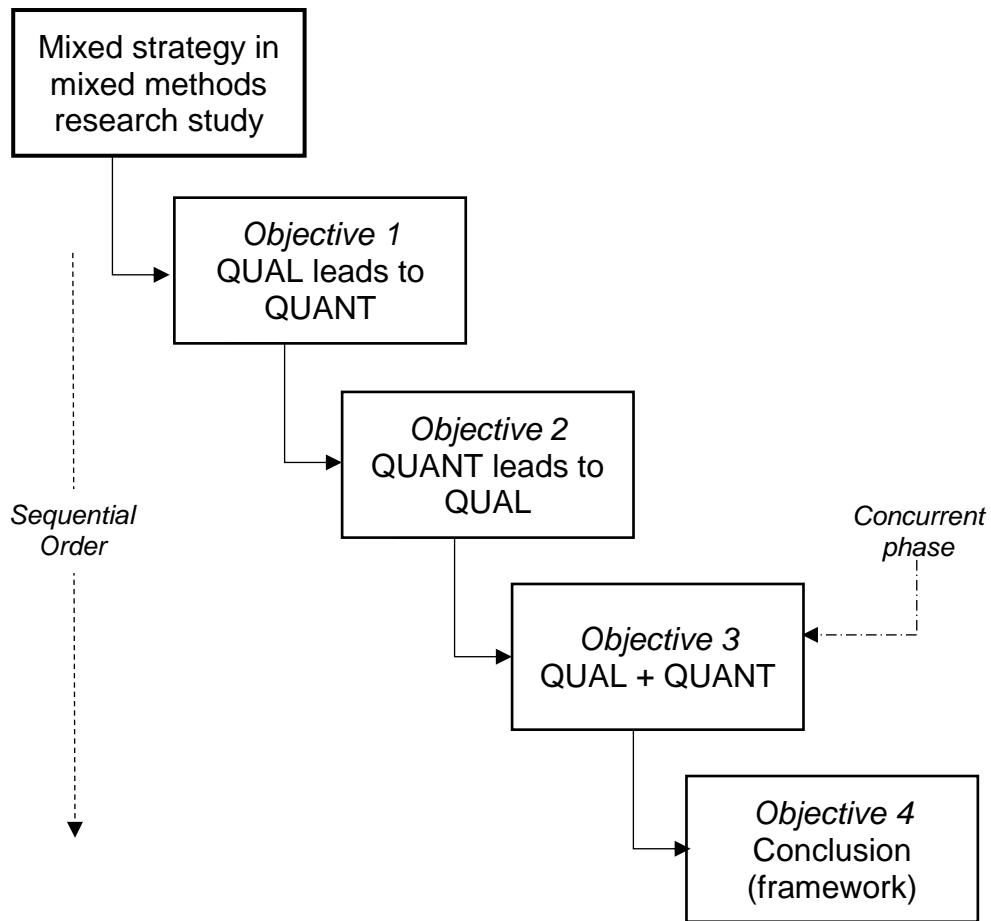 Mixed strategy in
mixed methods
research study
Objective 1
QUAL leads to
QUANT
Objective 2
QUANT leads to
QUAL
Sequential
Order
Concurrent
phase
Objective 3
QUAL + QUANT
Objective 4
Conclusion
(framework)